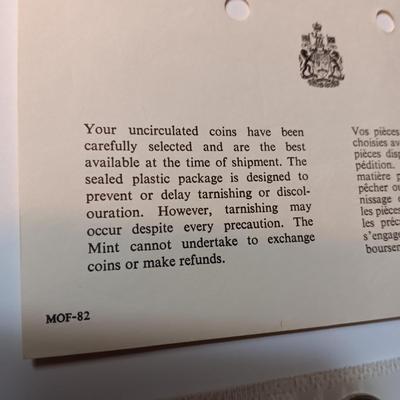 Your uncirculated coins have been
carefully selected and are the best
available at the time of shipment. The
sealed plastic package is designed to
prevent or delay tarnishing or discol-
ouration. However, tarnishing may
occur despite every precaution. The
Mint cannot undertake to exchange
coins or make refunds.
Vos pièces
choisies av
pièces disp
pédition.
matière p
pêcher ou
nissage
les pièces
les préc
s'engage
bourser
MOF-82